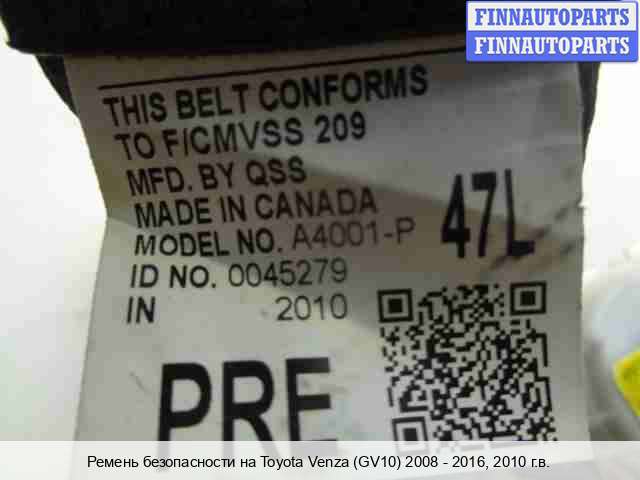 FINNAUTOPARTS
FINNAUTOPARTS
THIS BELT CONFORMS
TO F/CMVSS 209
MFD. BY QSS
MADE IN CANADA
MODEL NO. A4001-P
47L
ID NO. 0045279
IN 2010
PRE
Ремень безопасности на Toyota Venza (GV10) 2008 - 2016, 2010 г.в.